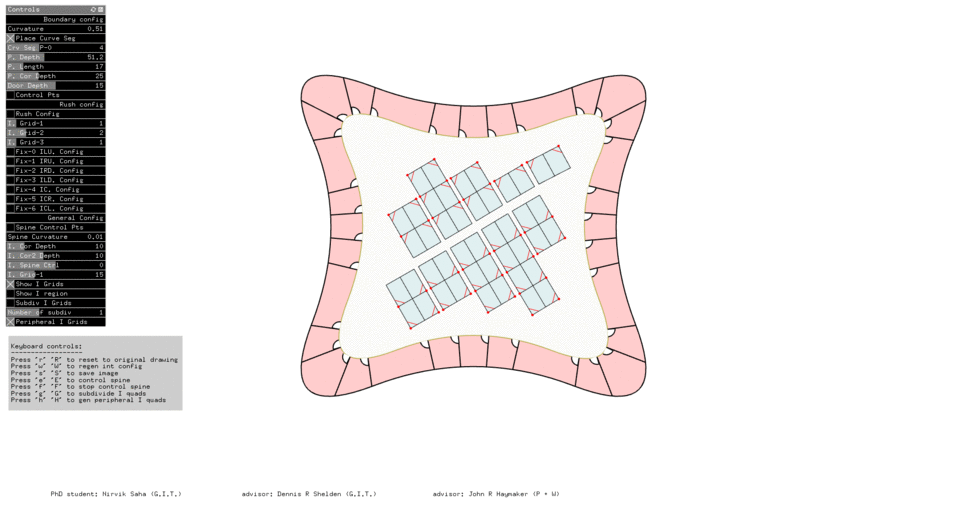 Controls
Boundary config
Curvature 0.51
Place Curve Seg
Crv Seg P-0 4
P. Depth 51.2
P. Length 17
P. Cor Depth 25
Door Depth 15
Control Pts
Rush config
Rush Config
I. Grid-1 1
I. Grid-2 2
I. Grid-3 1
Fix-0 ILU. Config
Fix-1 IRU. Config
Fix-2 IRD. Config
Fix-3 ILD. Config
Fix-4 IC. Config
Fix-5 ICR. Config
Fix-6 ICL. Config
General Config
Spine Control Pts
Spine Curvature 0.01
I. Cor Depth 10
I. Cor2 Depth 10
I. Spine Ctrl 0
I. Grid-1 15
Show I Grids
Show I region
Subdiv I Grids
Number of subdiv 1
Peripheral I Grids
Keyboard controls:
------------------
Press 'r' 'R' to reset to original drawing
Press 'w' 'W' to regen int config
Press 's' 'S' to save image
Press 'e' 'E' to control spine
Press 'f' 'F' to stop control spine
Press 'g' 'G' to subdivide I quads
Press 'h' 'H' to gen peripheral I quads
PhD student: Nirvik Saha (G.I.T.) advisor: Dennis R Shelden (G.I.T.) advisor: John R Haymaker (P + W)